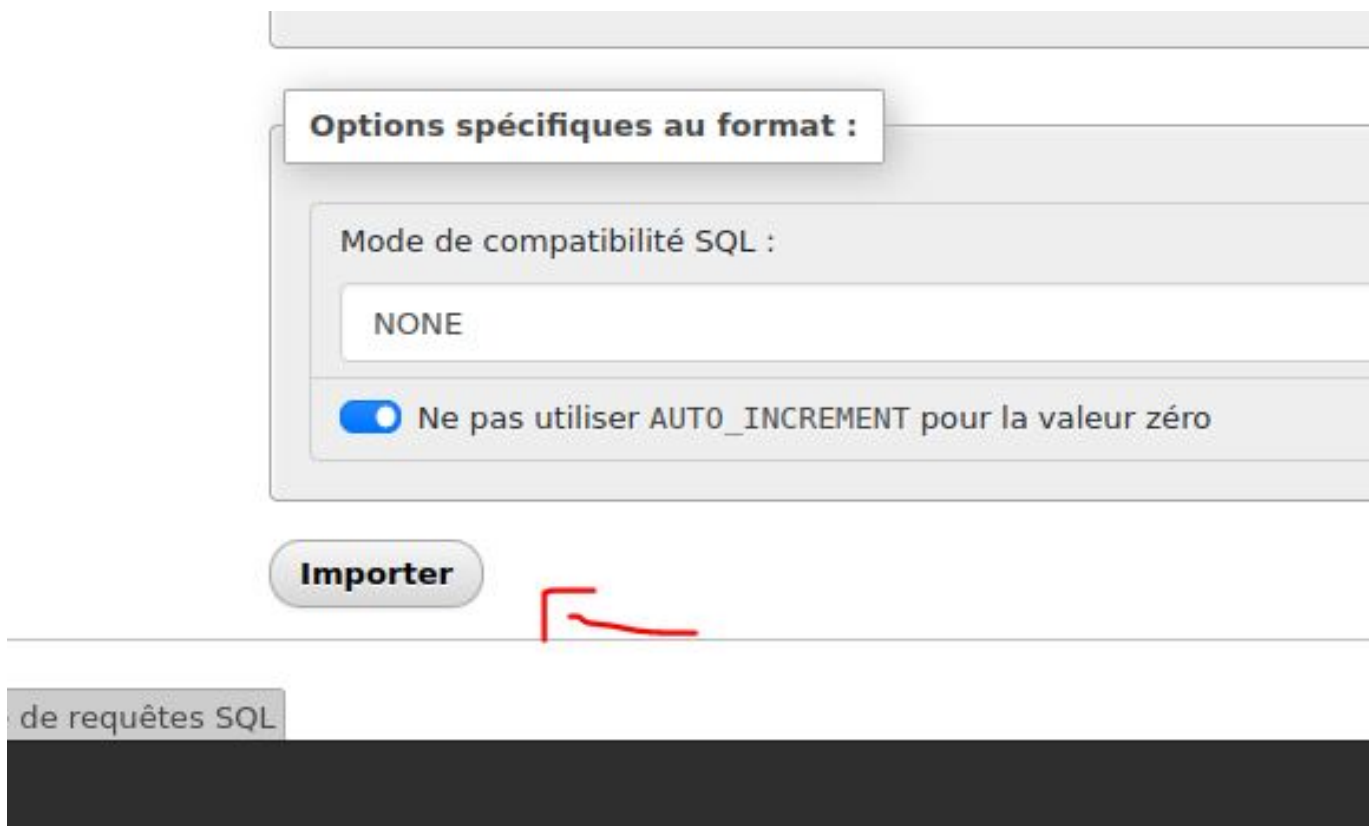 Options spécifiques au format :
Mode de compatibilité SQL :
NONE
Ne pas utiliser AUTO_INCREMENT pour la valeur zéro
Importer
de requêtes SQL